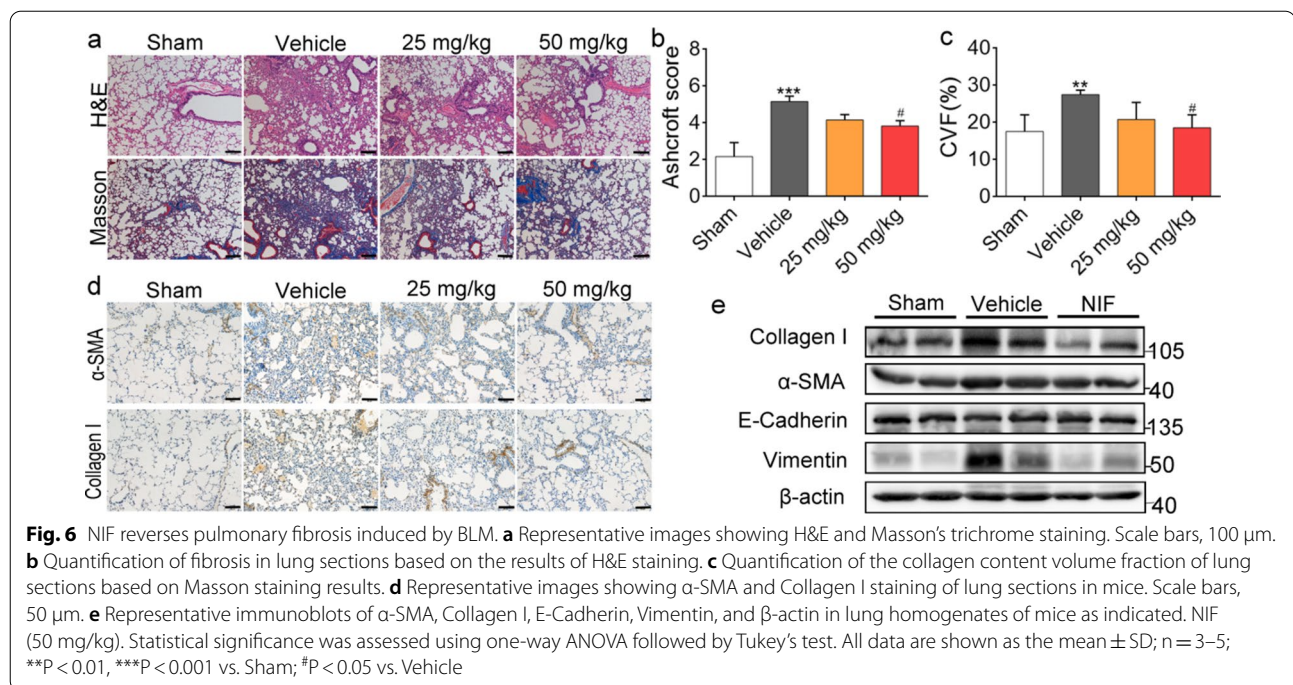 a
Sham Vehicle 25 mg/kg 50 mg/kg
H&E
Masson
b
Ashcroft score
8
6
4
2
0
***
#
Sham
Vehicle
25 mg/kg
50 mg/kg
c
CVF(%)
40
30
20
10
0
**
#
Sham
Vehicle
25 mg/kg
50 mg/kg
d
Sham Vehicle 25 mg/kg 50 mg/kg
α-SMA
Collagen I
e
Sham Vehicle NIF
Collagen I 105
α-SMA 40
E-Cadherin 135
Vimentin 50
β-actin 40
Fig. 6 NIF reverses pulmonary fibrosis induced by BLM. a Representative images showing H&E and Masson’s trichrome staining. Scale bars, 100 μm.
b Quantification of fibrosis in lung sections based on the results of H&E staining. c Quantification of the collagen content volume fraction of lung
sections based on Masson staining results. d Representative images showing α-SMA and Collagen I staining of lung sections in mice. Scale bars,
50 μm. e Representative immunoblots of α-SMA, Collagen I, E-Cadherin, Vimentin, and β-actin in lung homogenates of mice as indicated. NIF
(50 mg/kg). Statistical significance was assessed using one-way ANOVA followed by Tukey’s test. All data are shown as the mean ± SD; n = 3–5;
**P < 0.01, ***P < 0.001 vs. Sham; #P < 0.05 vs. Vehicle